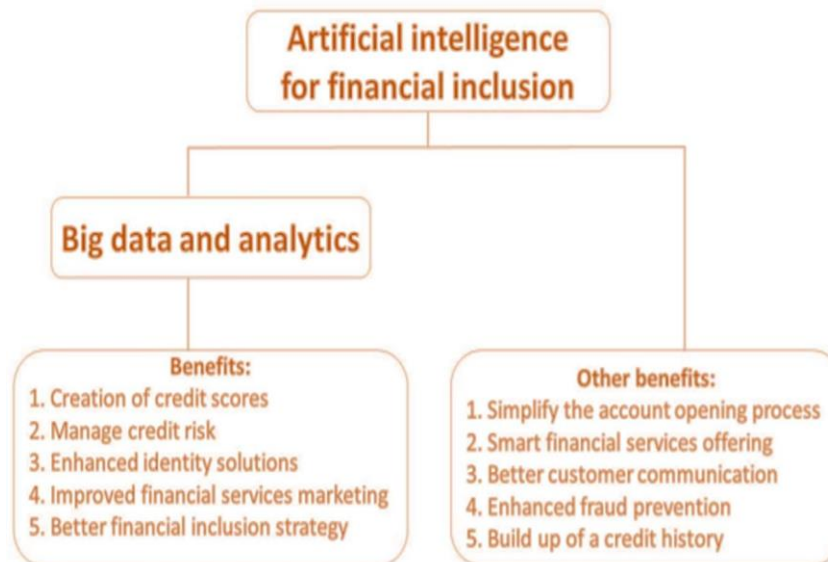 Artificial intelligence
for financial inclusion
Big data and analytics
Benefits:
1. Creation of credit scores
2. Manage credit risk
3. Enhanced identity solutions
4. Improved financial services marketing
5. Better financial inclusion strategy
Other benefits:
1. Simplify the account opening process
2. Smart financial services offering
3. Better customer communication
4. Enhanced fraud prevention
5. Build up of a credit history